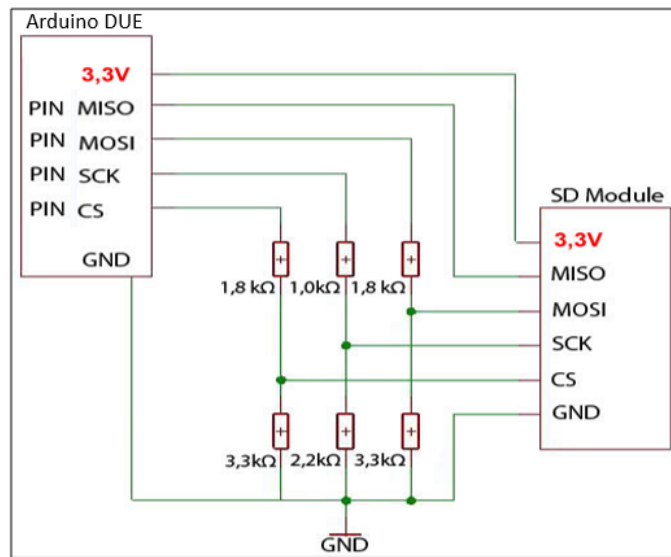 Arduino DUE
3,3V
PIN MISO
PIN MOSI
PIN SCK
PIN CS
GND
SD Module
3,3V
MISO
MOSI
SCK
CS
GND
1,8 kΩ 1,0kΩ 1,8 kΩ
3,3kΩ 2,2kΩ 3,3kΩ
GND